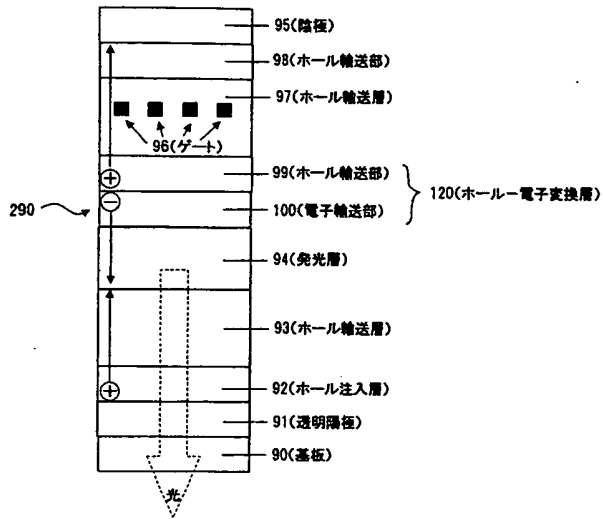 95(陰極)
98(ホール輸送部)
97(ホール輸送層)
96(ゲート)
99(ホール輸送部)
120(ホール−電子変換層)
290
100(電子輸送部)
94(発光層)
93(ホール輸送層)
92(ホール注入層)
91(透明陽極)
90(基板)
光